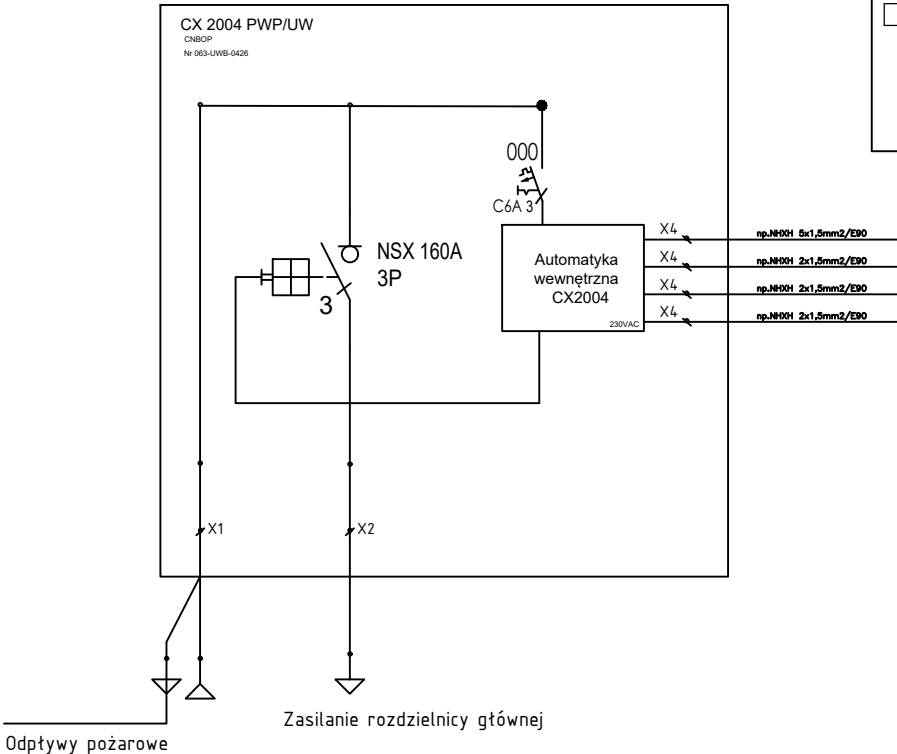 CX 2004 PWP/UW
CNBOP
Nr 063-UWB-0426
000
C6A 3
NSX 160A
3P
3
Automatyka
wewnętrzna
CX2004
230VAC
X4
np.NHXH 5x1,5mm2/E90
X4
np.NHXH 2x1,5mm2/E90
X4
np.NHXH 2x1,5mm2/E90
X4
np.NHXH 2x1,5mm2/E90
X1
X2
Zasilanie rozdzielnicy głównej
Odpływy pożarowe